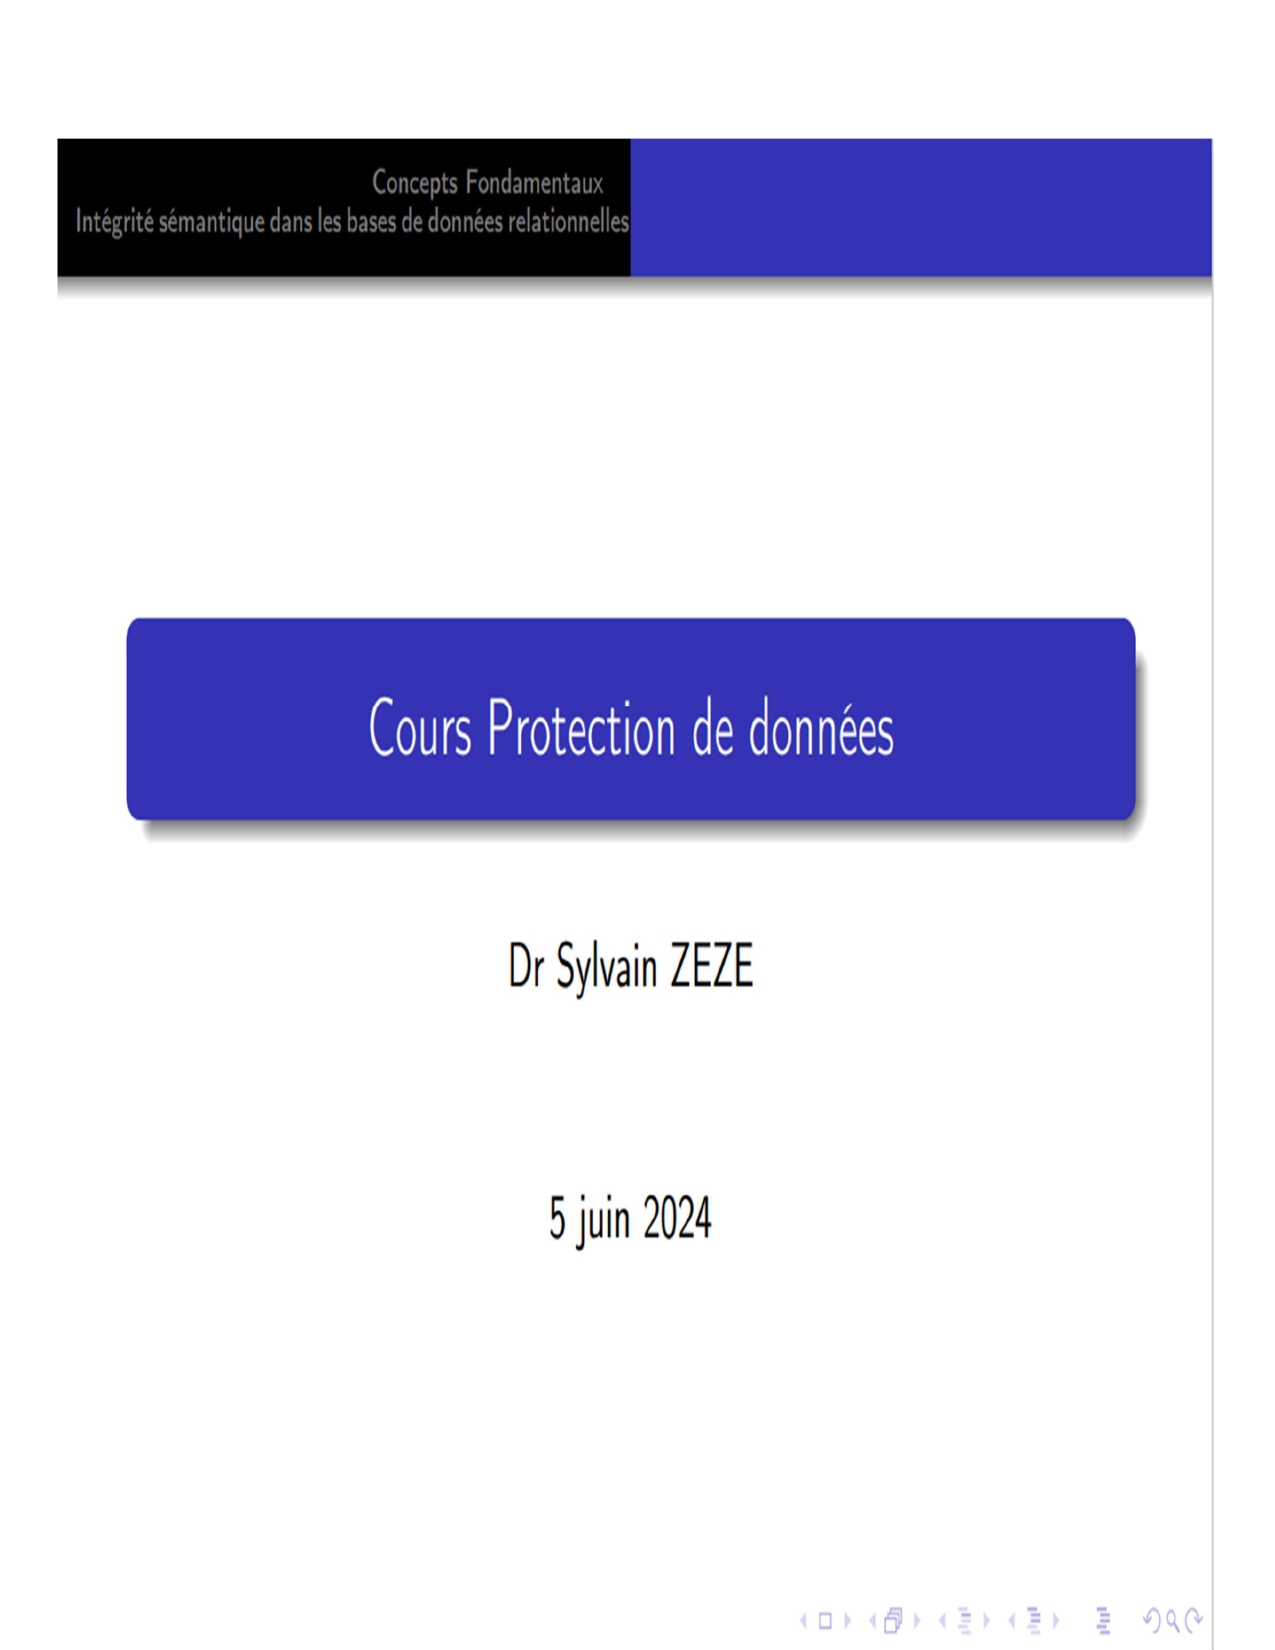 Concepts Fondamentaux
Intégrité sémantique dans les bases de données relationnelles
Cours Protection de données
Dr Sylvain ZEZE
5 juin 2024